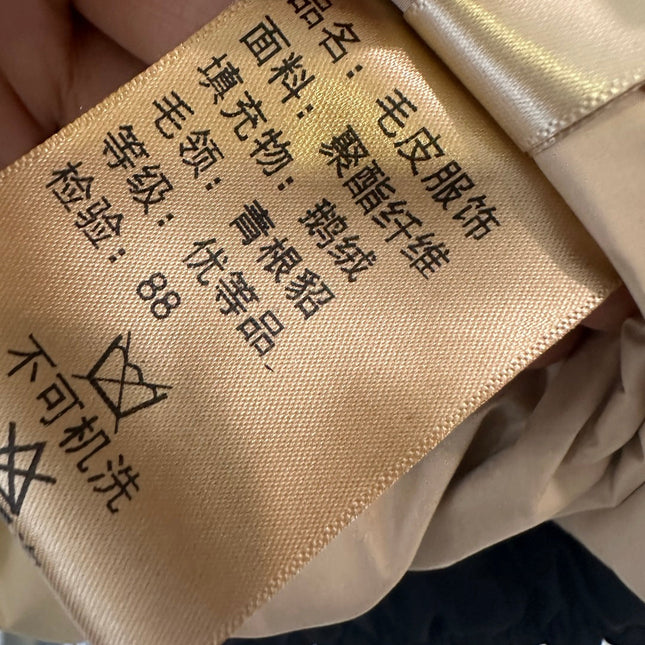 品名：毛皮服饰
面料：聚酯纤维
填充物：鹅绒
毛领：青根貂
等级：优等品
检验：88
不可机洗